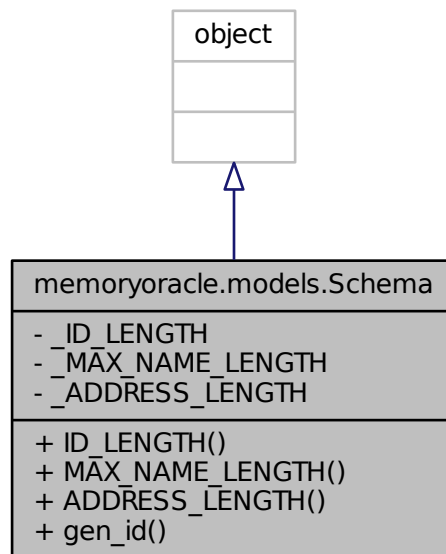 object
memoryoracle.models.Schema
- _ID_LENGTH
- _MAX_NAME_LENGTH
- _ADDRESS_LENGTH
+ ID_LENGTH()
+ MAX_NAME_LENGTH()
+ ADDRESS_LENGTH()
+ gen_id()